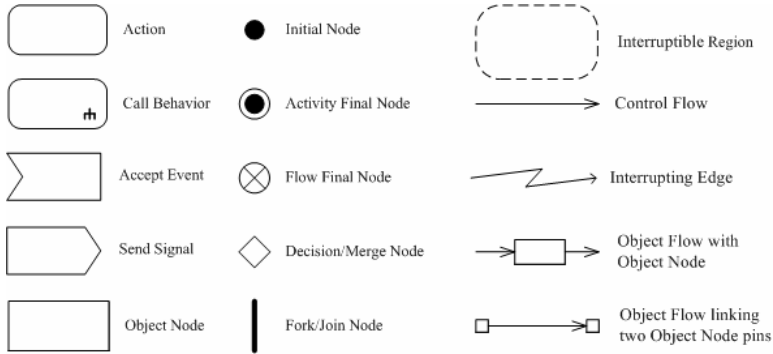 Action
Initial Node
Interruptible Region
Call Behavior
Activity Final Node
Control Flow
Accept Event
Flow Final Node
Interrupting Edge
Send Signal
Decision/Merge Node
Object Flow with
Object Node
Object Node
Fork/Join Node
Object Flow linking
two Object Node pins